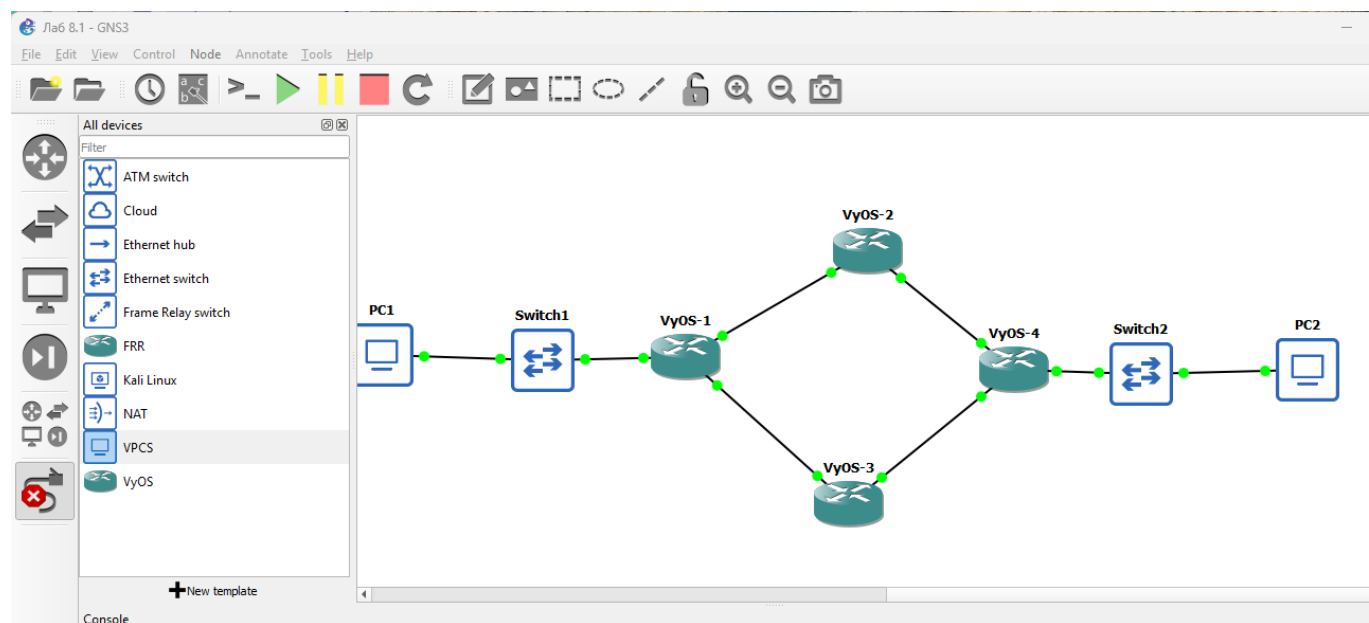 Лаб 8.1 - GNS3
File Edit View Control Node Annotate Tools Help
All devices
Filter
ATM switch
Cloud
Ethernet hub
Ethernet switch
Frame Relay switch
FRR
Kali Linux
NAT
VPCS
VyOS
New template
Console
VyOS-2
PC1
Switch1
VyOS-1
VyOS-4
Switch2
PC2
VyOS-3